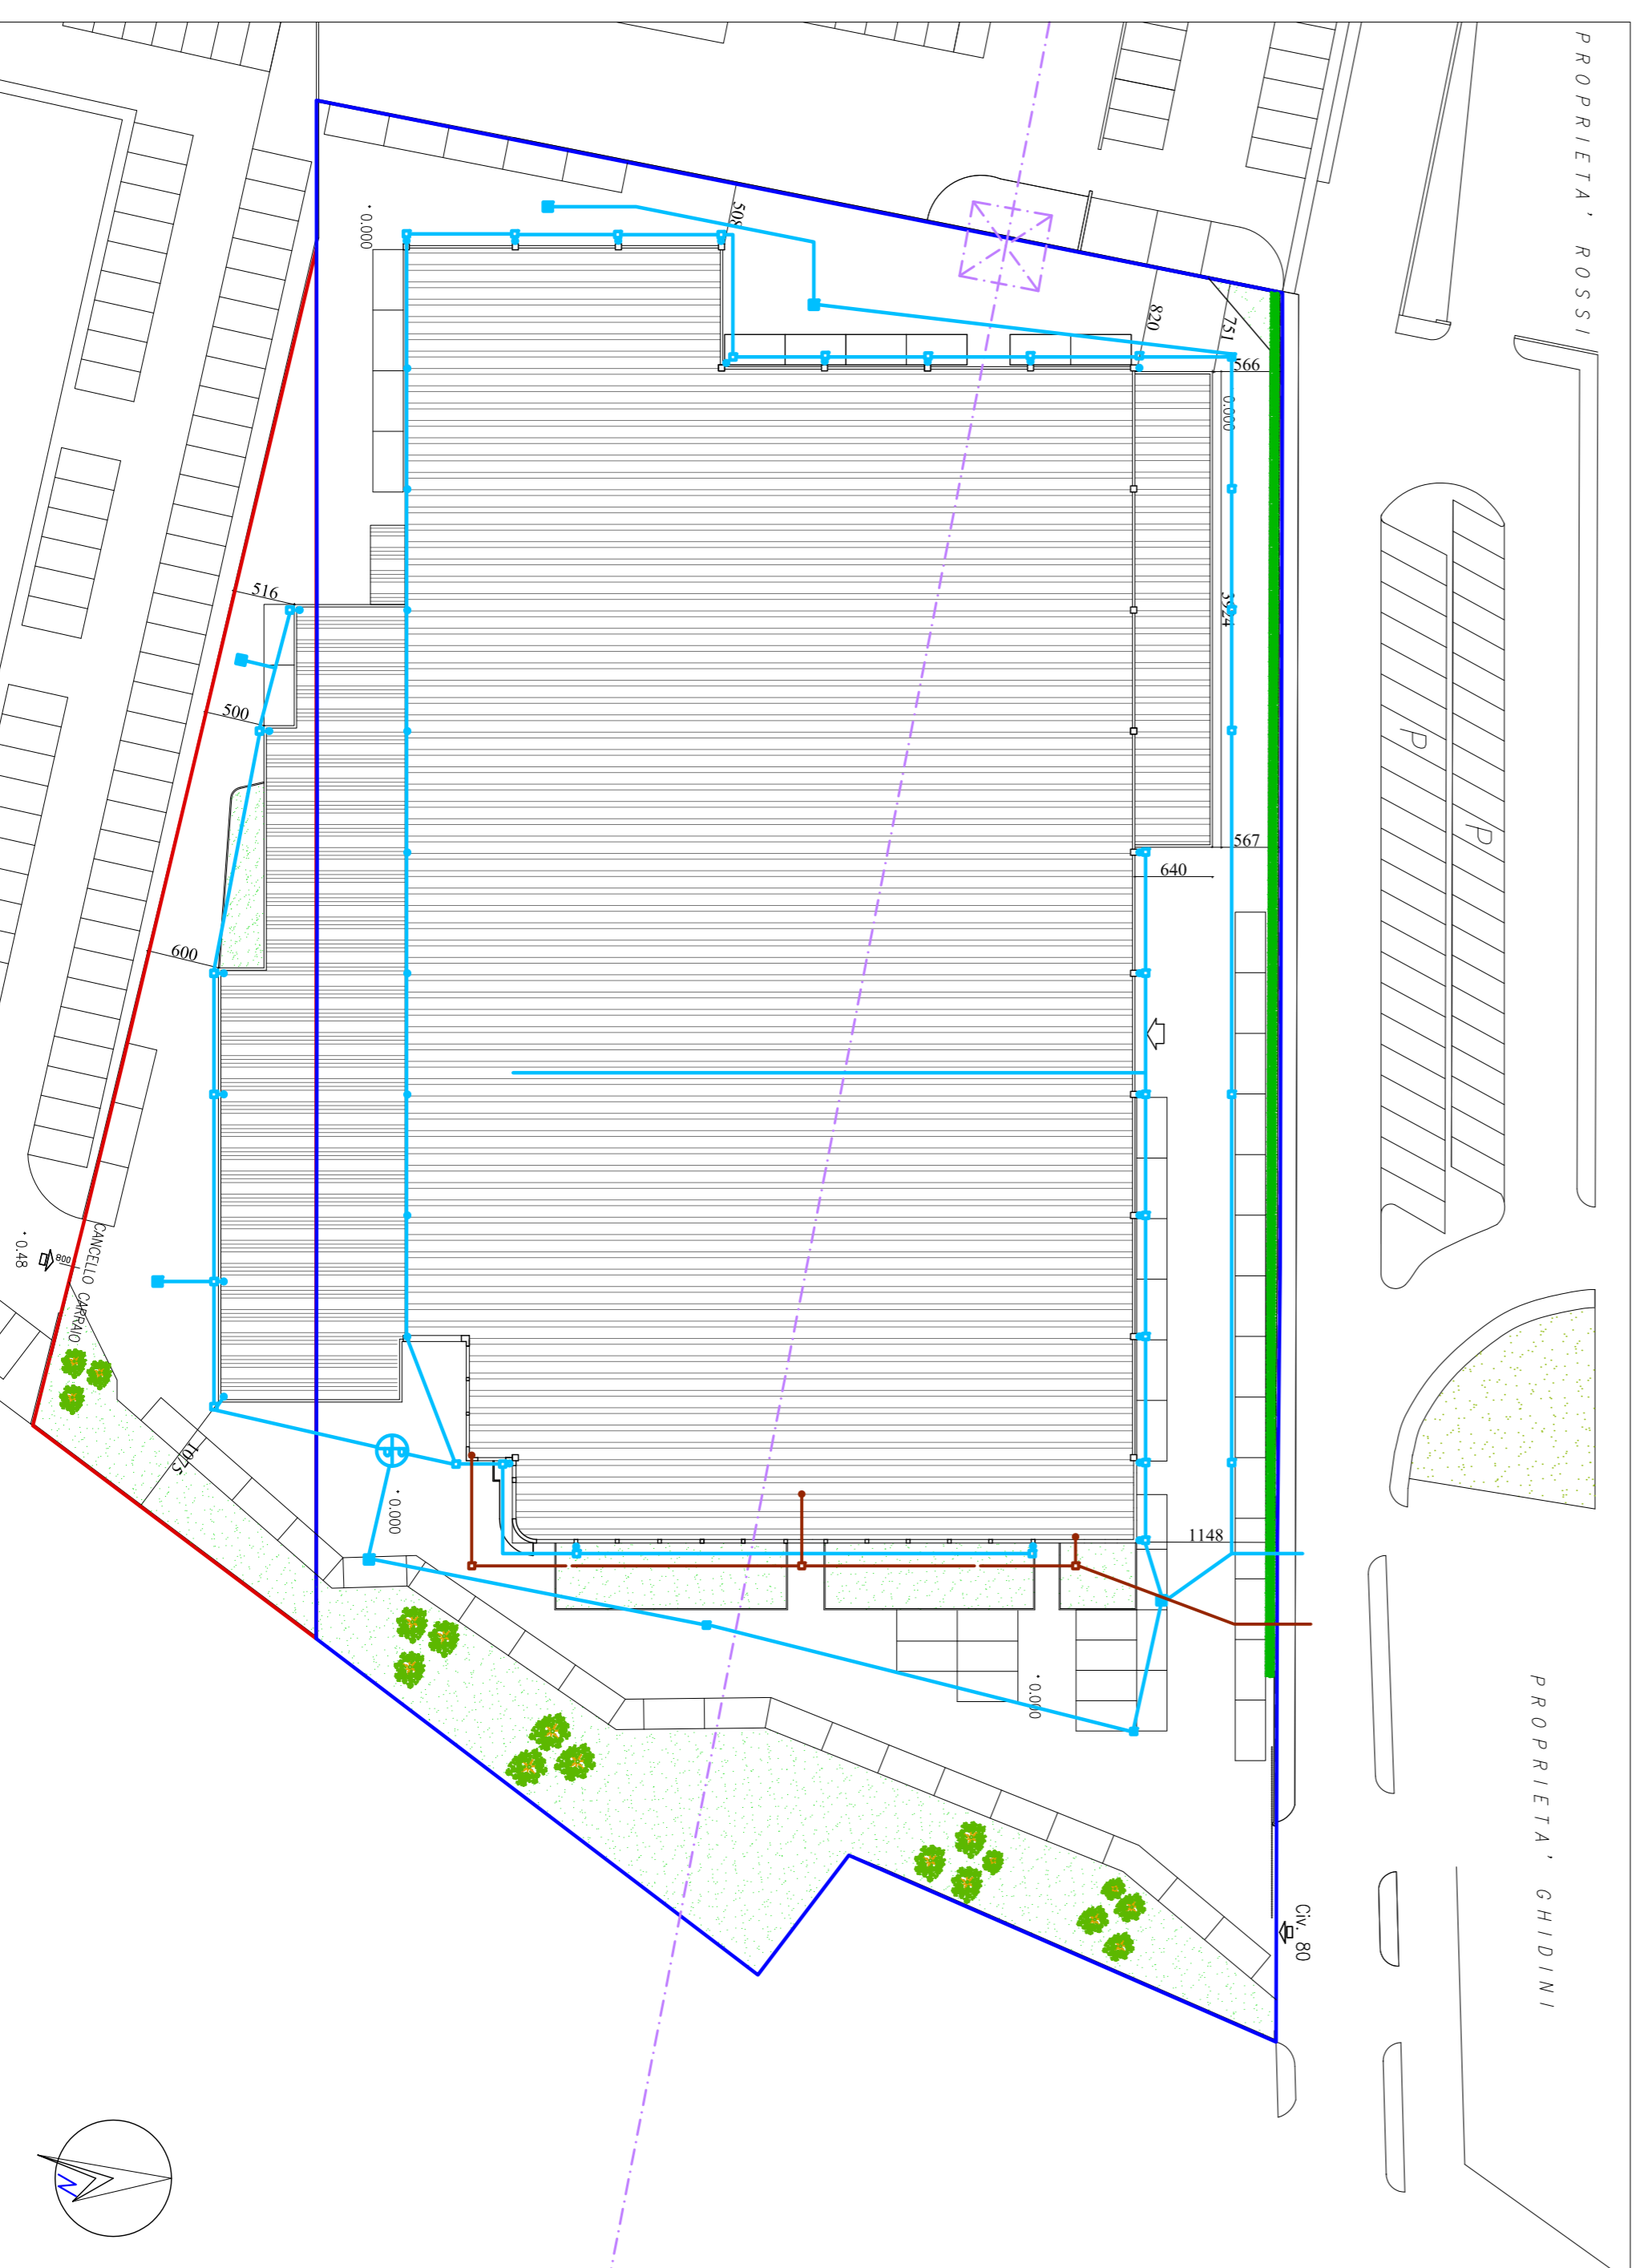 PROPRIETA' ROSSI
508
0.000
820
751
566
0.000
3924
516
500
567
640
600
P
P
CANCELLO CARRAIO
800
0.48
1075
0.000
1148
0.000
PROPRIETA' GHIDINI
Civ. 80
N